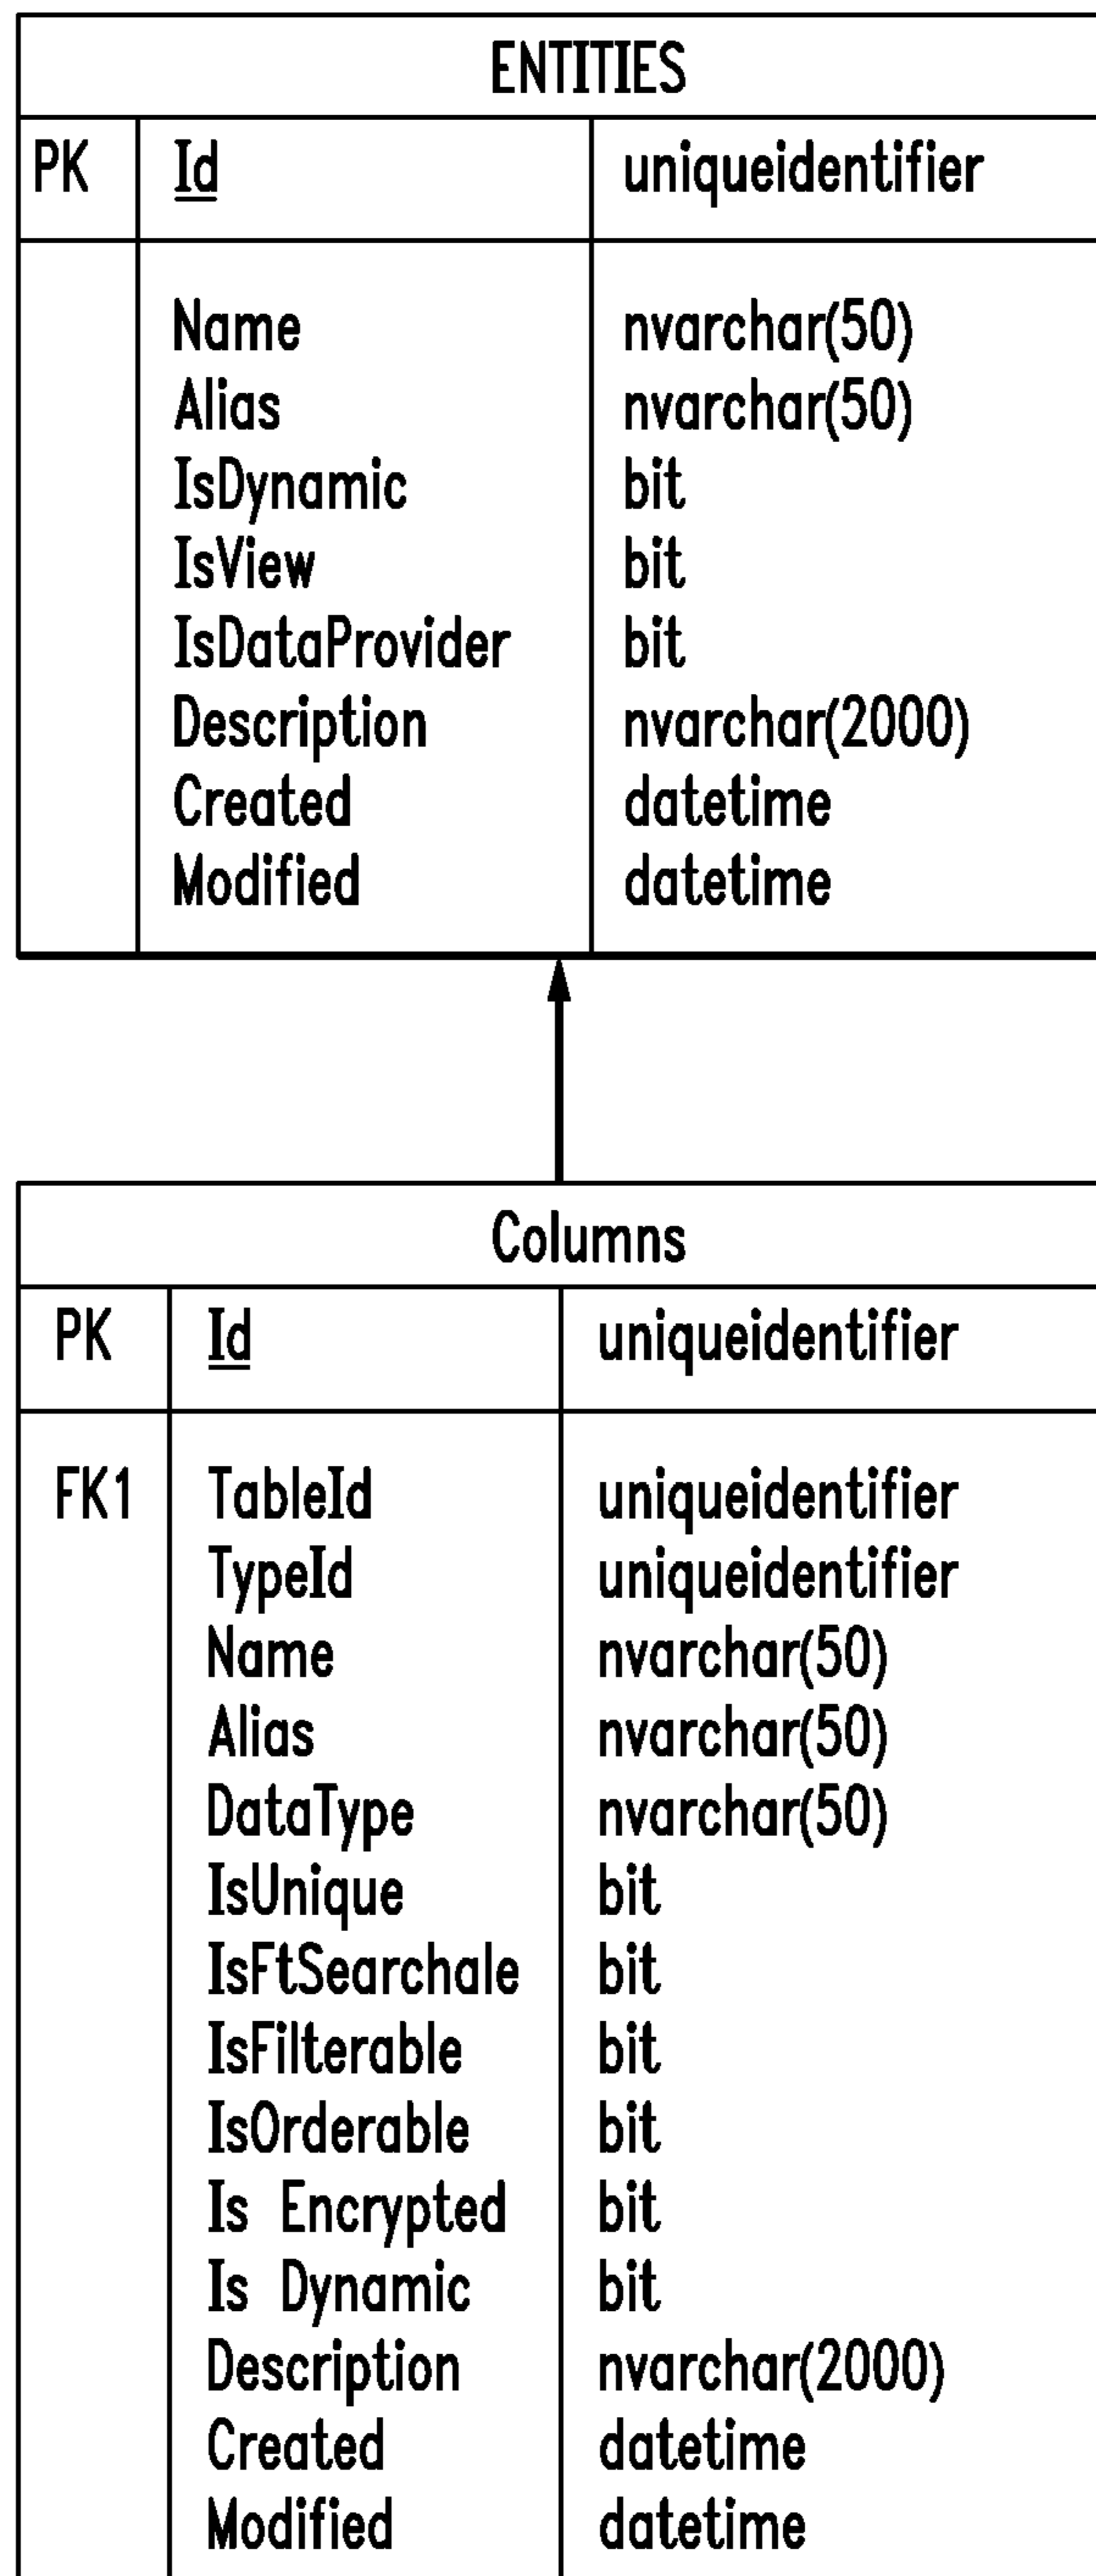 ENTITIES
PK Id uniqueidentifier
Name nvarchar(50)
Alias nvarchar(50)
IsDynamic bit
IsView bit
IsDataProvider bit
Description nvarchar(2000)
Created datetime
Modified datetime
Columns
PK Id uniqueidentifier
FK1 TableId uniqueidentifier
TypeId uniqueidentifier
Name nvarchar(50)
Alias nvarchar(50)
DataType nvarchar(50)
IsUnique bit
IsFtSearchale bit
IsFilterable bit
IsOrderable bit
Is Encrypted bit
Is Dynamic bit
Description nvarchar(2000)
Created datetime
Modified datetime